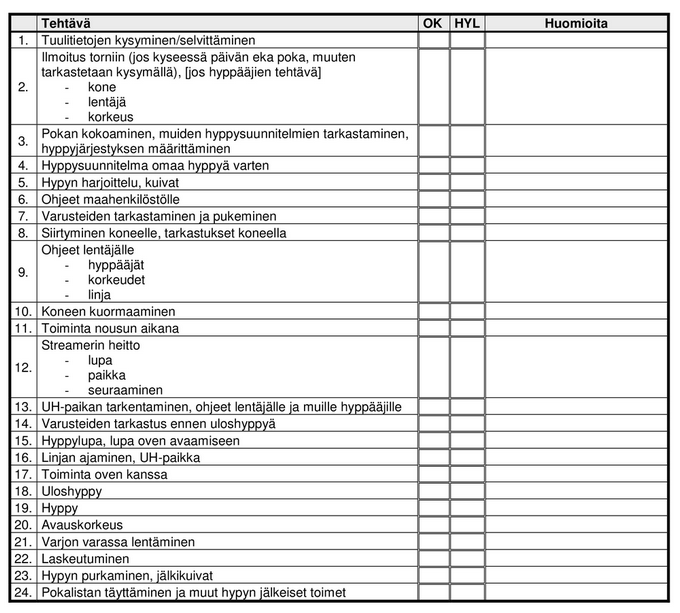 Tehtävä OK HYL Huomioita
1. Tuulitietojen kysyminen/selvittäminen
Ilmoitus torniin (jos kyseessä päivän eka poka, muuten
tarkastetaan kysymällä), [jos hyppääjien tehtävä]
2.
- kone
- lentäjä
- korkeus
3. Pokan kokoaminen, muiden hyppysuunnitelmien tarkastaminen,
hyppyjärjestyksen määrittäminen
4. Hyppysuunnitelma omaa hyppyä varten
5. Hypyn harjoittelu, kuivat
6. Ohjeet maahenkilöstölle
7. Varusteiden tarkastaminen ja pukeminen
8. Siirtyminen koneelle, tarkastukset koneella
9. Ohjeet lentäjälle
- hyppääjät
- korkeudet
- linja
10. Koneen kuormaaminen
11. Toiminta nousun aikana
12. Streamerin heitto
- lupa
- paikka
- seuraaminen
13. UH-paikan tarkentaminen, ohjeet lentäjälle ja muille hyppääjille
14. Varusteiden tarkastus ennen uloshyppyä
15. Hyppylupa, lupa oven avaamiseen
16. Linjan ajaminen, UH-paikka
17. Toiminta oven kanssa
18. Uloshyppy
19. Hyppy
20. Avauskorkeus
21. Varjon varassa lentäminen
22. Laskeutuminen
23. Hypyn purkaminen, jälkikuivat
24. Pokalistan täyttäminen ja muut hypyn jälkeiset toimet